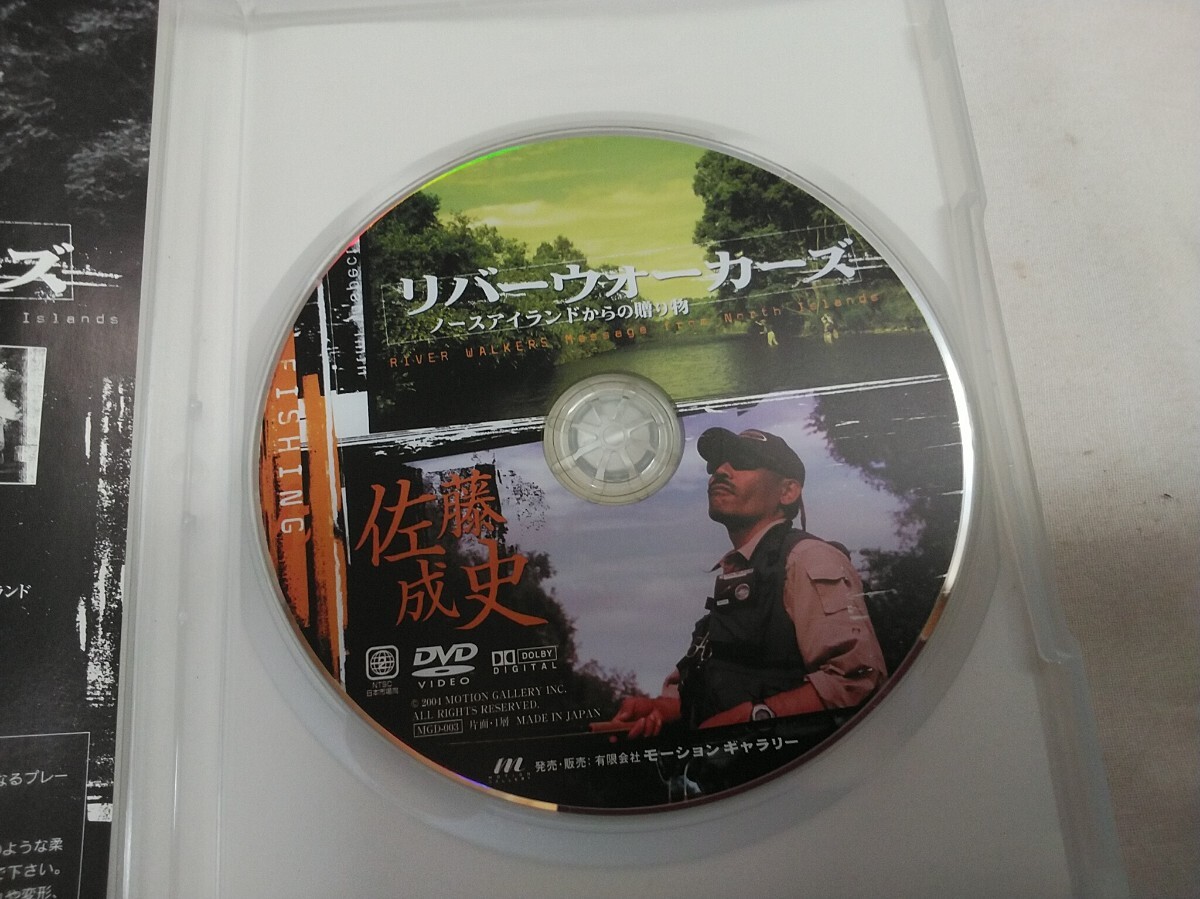 ーズ
Islands
ランド
なるプレー
のような柔
で下さい。
や変形、
リバーウォーカーズ
ノースアイランドからの贈り物
RIVER WALKERS Message from North Islands
FISHING
佐藤
成史
2
NTSC
日本市場向
DVD
VIDEO
DOLBY
DIGITAL
© 2001 MOTION GALLERY INC.
ALL RIGHTS RESERVED.
MGD-003 片面・1層 MADE IN JAPAN
m 発売・販売：有限会社 モーション ギャラリー